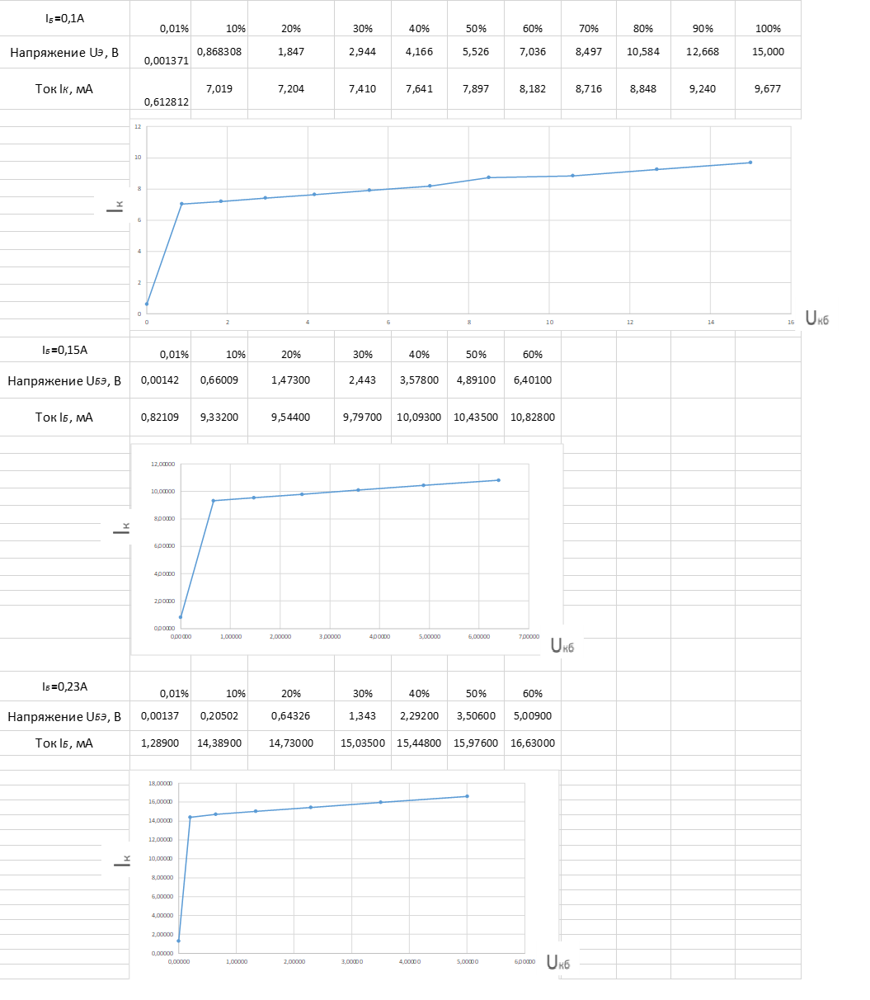 IБ=0,1А 0,01% 10% 20% 30% 40% 50% 60% 70% 80% 90% 100%
Напряжение UЭ, В 0,001371 0,868308 1,847 2,944 4,166 5,526 7,036 8,497 10,584 12,668 15,000
Ток IК, мА 0,612812 7,019 7,204 7,410 7,641 7,897 8,182 8,716 8,848 9,240 9,677
12
10
8
6
4
2
0
Iк
0 2 4 6 8 10 12 14 16
Uкб
IБ=0,15А 0,01% 10% 20% 30% 40% 50% 60%
Напряжение UБЭ, В 0,00142 0,66009 1,47300 2,443 3,57800 4,89100 6,40100
Ток IБ, мА 0,82109 9,33200 9,54400 9,79700 10,09300 10,43500 10,82800
12,00000
10,00000
8,00000
6,00000
4,00000
2,00000
0,00000
Iк
0,00000 1,00000 2,00000 3,00000 4,00000 5,00000 6,00000 7,00000
Uкб
IБ=0,23А 0,01% 10% 20% 30% 40% 50% 60%
Напряжение UБЭ, В 0,00137 0,20502 0,64326 1,343 2,29200 3,50600 5,00900
Ток IБ, мА 1,28900 14,38900 14,73000 15,03500 15,44800 15,97600 16,63000
18,00000
16,00000
14,00000
12,00000
10,00000
8,00000
6,00000
4,00000
2,00000
0,00000
Iк
0,00000 1,00000 2,00000 3,00000 4,00000 5,00000 6,00000
Uкб